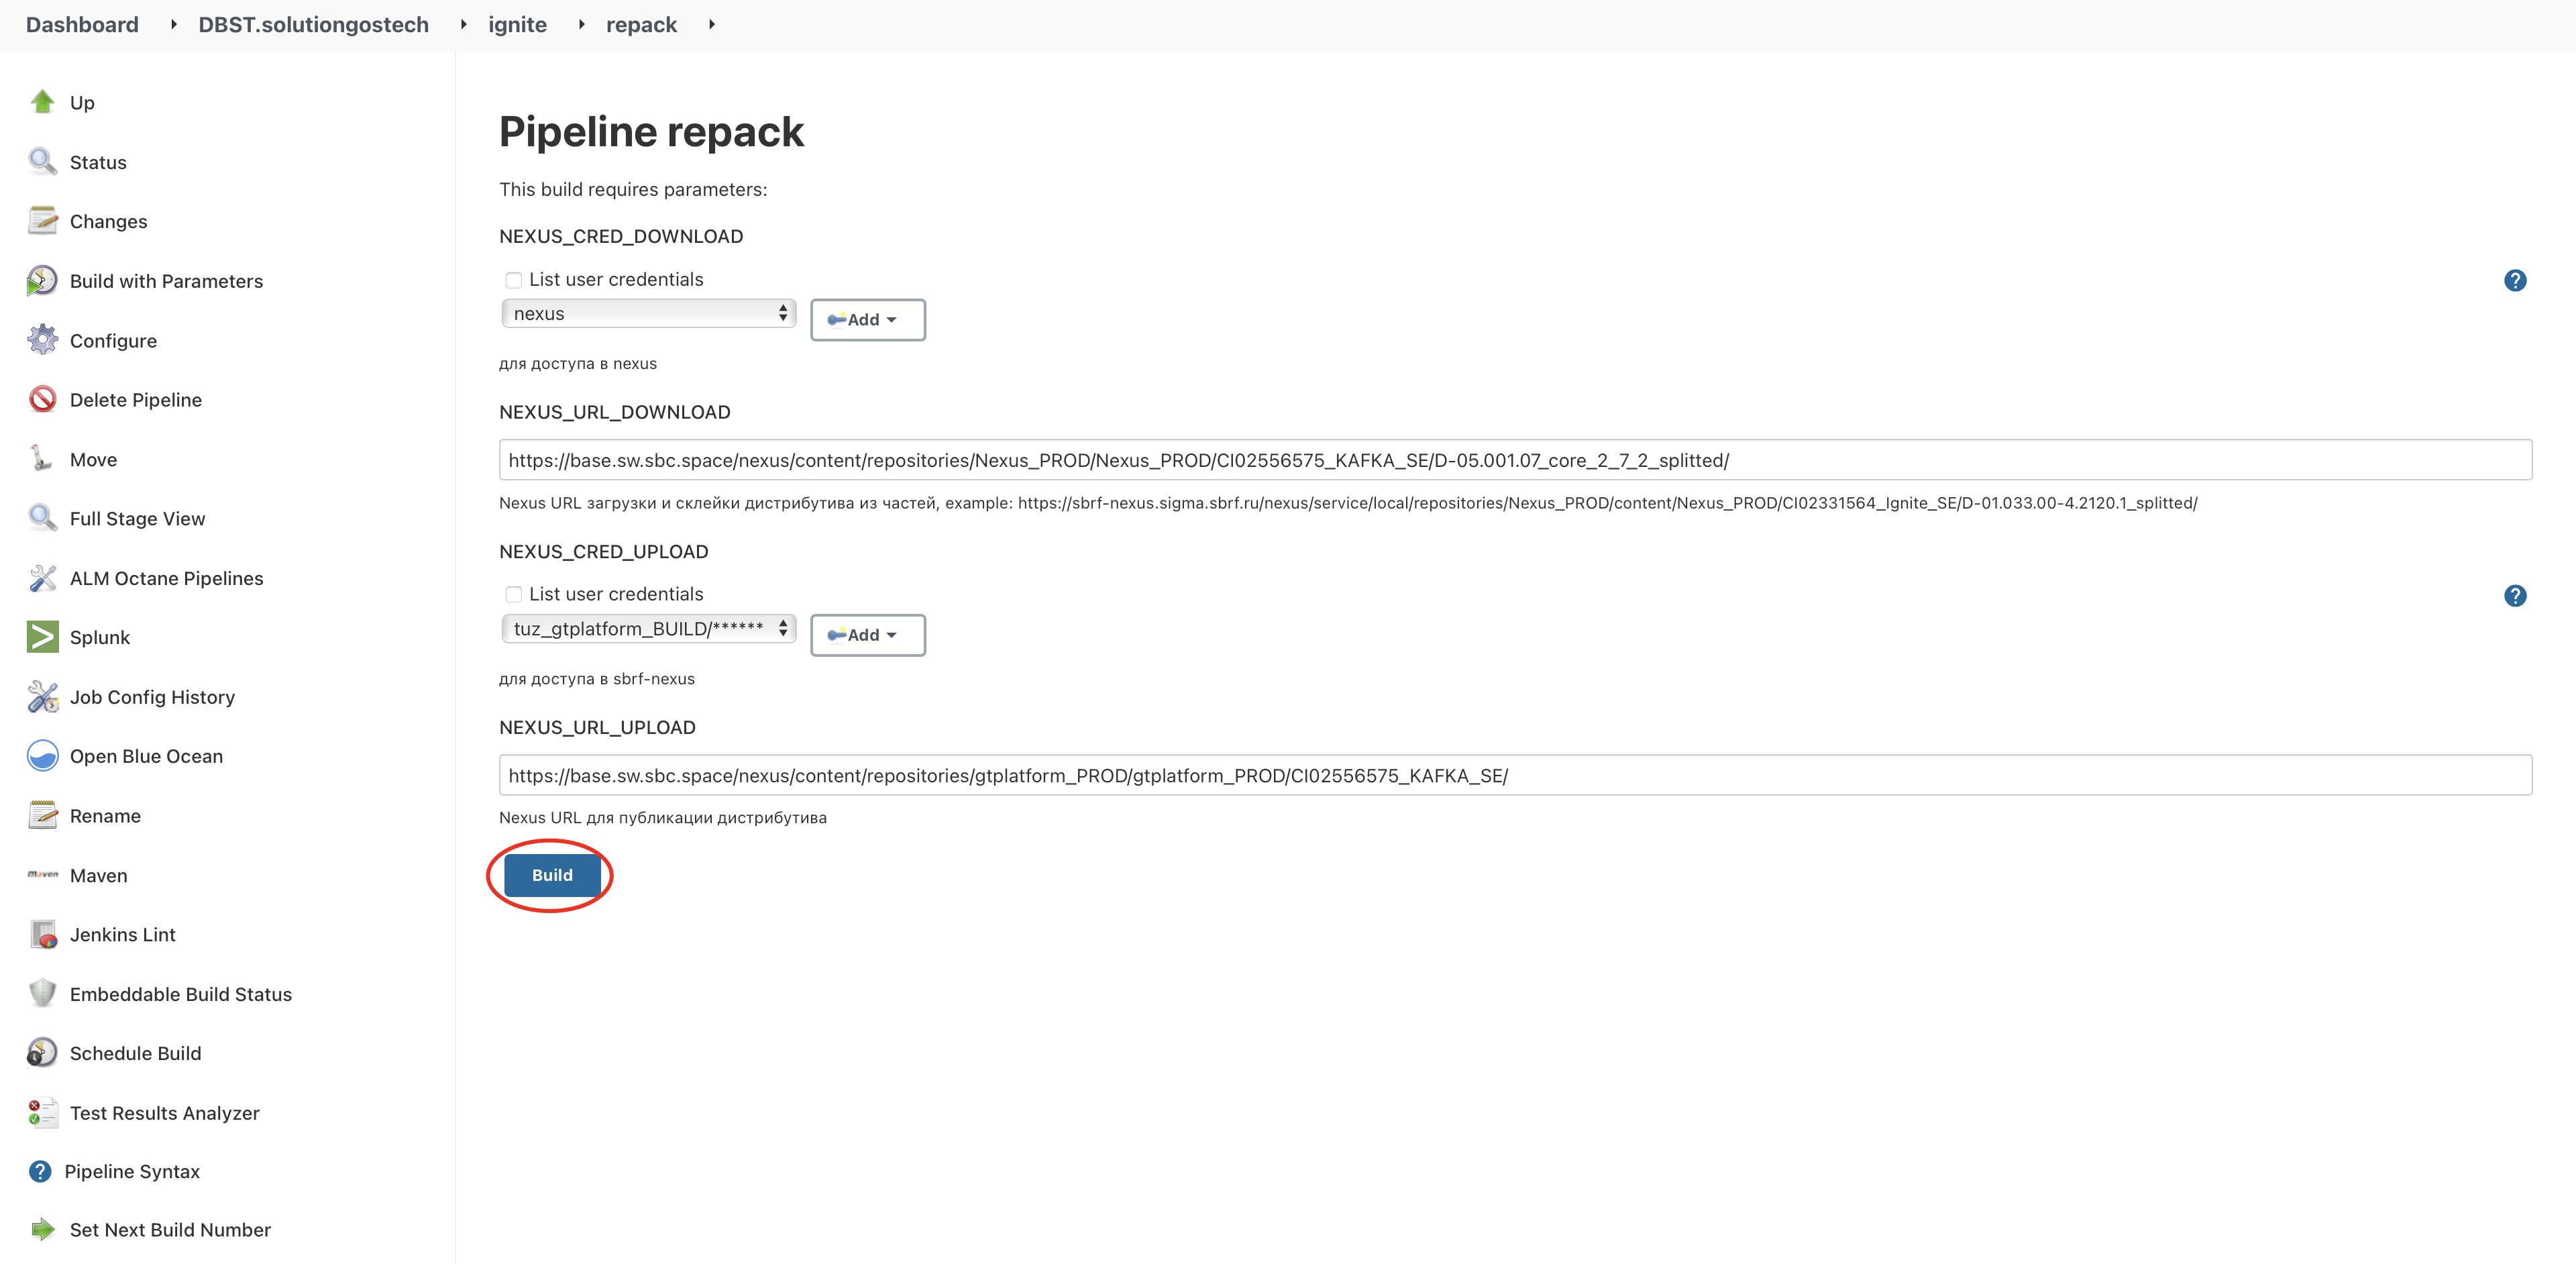 Dashboard DBST.solutiongostech ignite repack
Up
Status
Changes
Build with Parameters
Configure
Delete Pipeline
Move
Full Stage View
ALM Octane Pipelines
Splunk
Job Config History
Open Blue Ocean
Rename
Maven Maven
Jenkins Lint
Embeddable Build Status
Schedule Build
Test Results Analyzer
? Pipeline Syntax
Set Next Build Number
Pipeline repack
This build requires parameters:
NEXUS_CRED_DOWNLOAD
List user credentials ?
nexus Add
для доступа в nexus
NEXUS_URL_DOWNLOAD
https://base.sw.sbc.space/nexus/content/repositories/Nexus_PROD/Nexus_PROD/CI02556575_KAFKA_SE/D-05.001.07_core_2_7_2_splitted/
Nexus URL загрузки и склейки дистрибутива из частей, example: https://sbrf-nexus.sigma.sbrf.ru/nexus/service/local/repositories/Nexus_PROD/content/Nexus_PROD/CI02331564_Ignite_SE/D-01.033.00-4.2120.1_splitted/
NEXUS_CRED_UPLOAD
List user credentials ?
tuz_gtplatform_BUILD/****** Add
для доступа в sbrf-nexus
NEXUS_URL_UPLOAD
https://base.sw.sbc.space/nexus/content/repositories/gtplatform_PROD/gtplatform_PROD/CI02556575_KAFKA_SE/
Nexus URL для публикации дистрибутива
Build